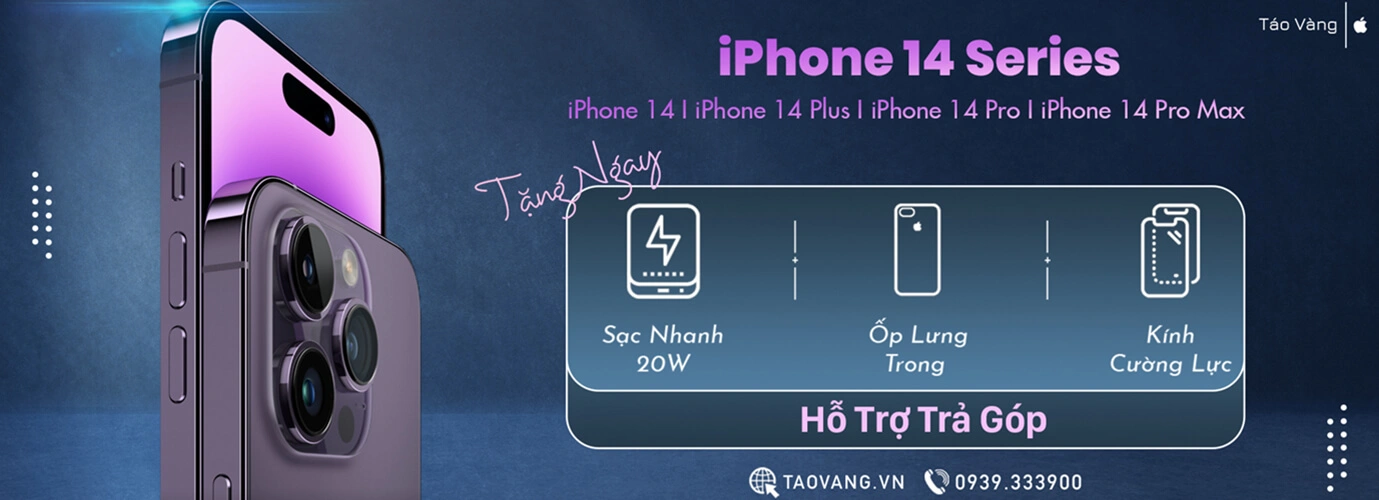 Táo Vàng
iPhone 14 Series
iPhone 14 I iPhone 14 Plus I iPhone 14 Pro I iPhone 14 Pro Max
Tặng Ngay
Sạc Nhanh
20W
+
Ốp Lưng
Trong
+
Kính
Cường Lực
Hỗ Trợ Trả Góp
TAOVANG.VN 0939.333900